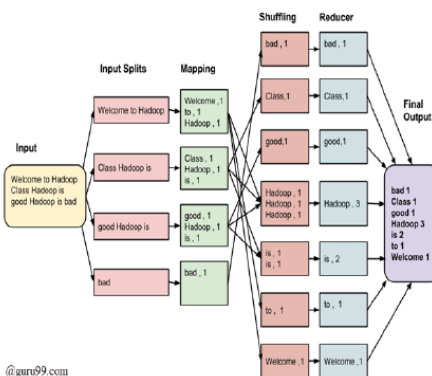 Shuffling
Reducer
Input Splits
Mapping
Input
Final
Output
Welcome to Hadoop
Class Hadoop is
good Hadoop is bad
Welcome to Hadoop
Class Hadoop is
good Hadoop is
bad
Welcome ,1
to , 1
Hadoop , 1
Class , 1
Hadoop , 1
is , 1
good , 1
Hadoop , 1
is , 1
bad , 1
bad , 1
Class,1
good,1
Hadoop , 1
Hadoop , 1
Hadoop , 1
is , 1
is , 1
to , 1
Welcome ,1
bad , 1
Class,1
good,1
Hadoop , 3
is , 2
to , 1
Welcome ,1
bad 1
Class 1
good 1
Hadoop 3
is 2
to 1
Welcome 1
@guru99.com